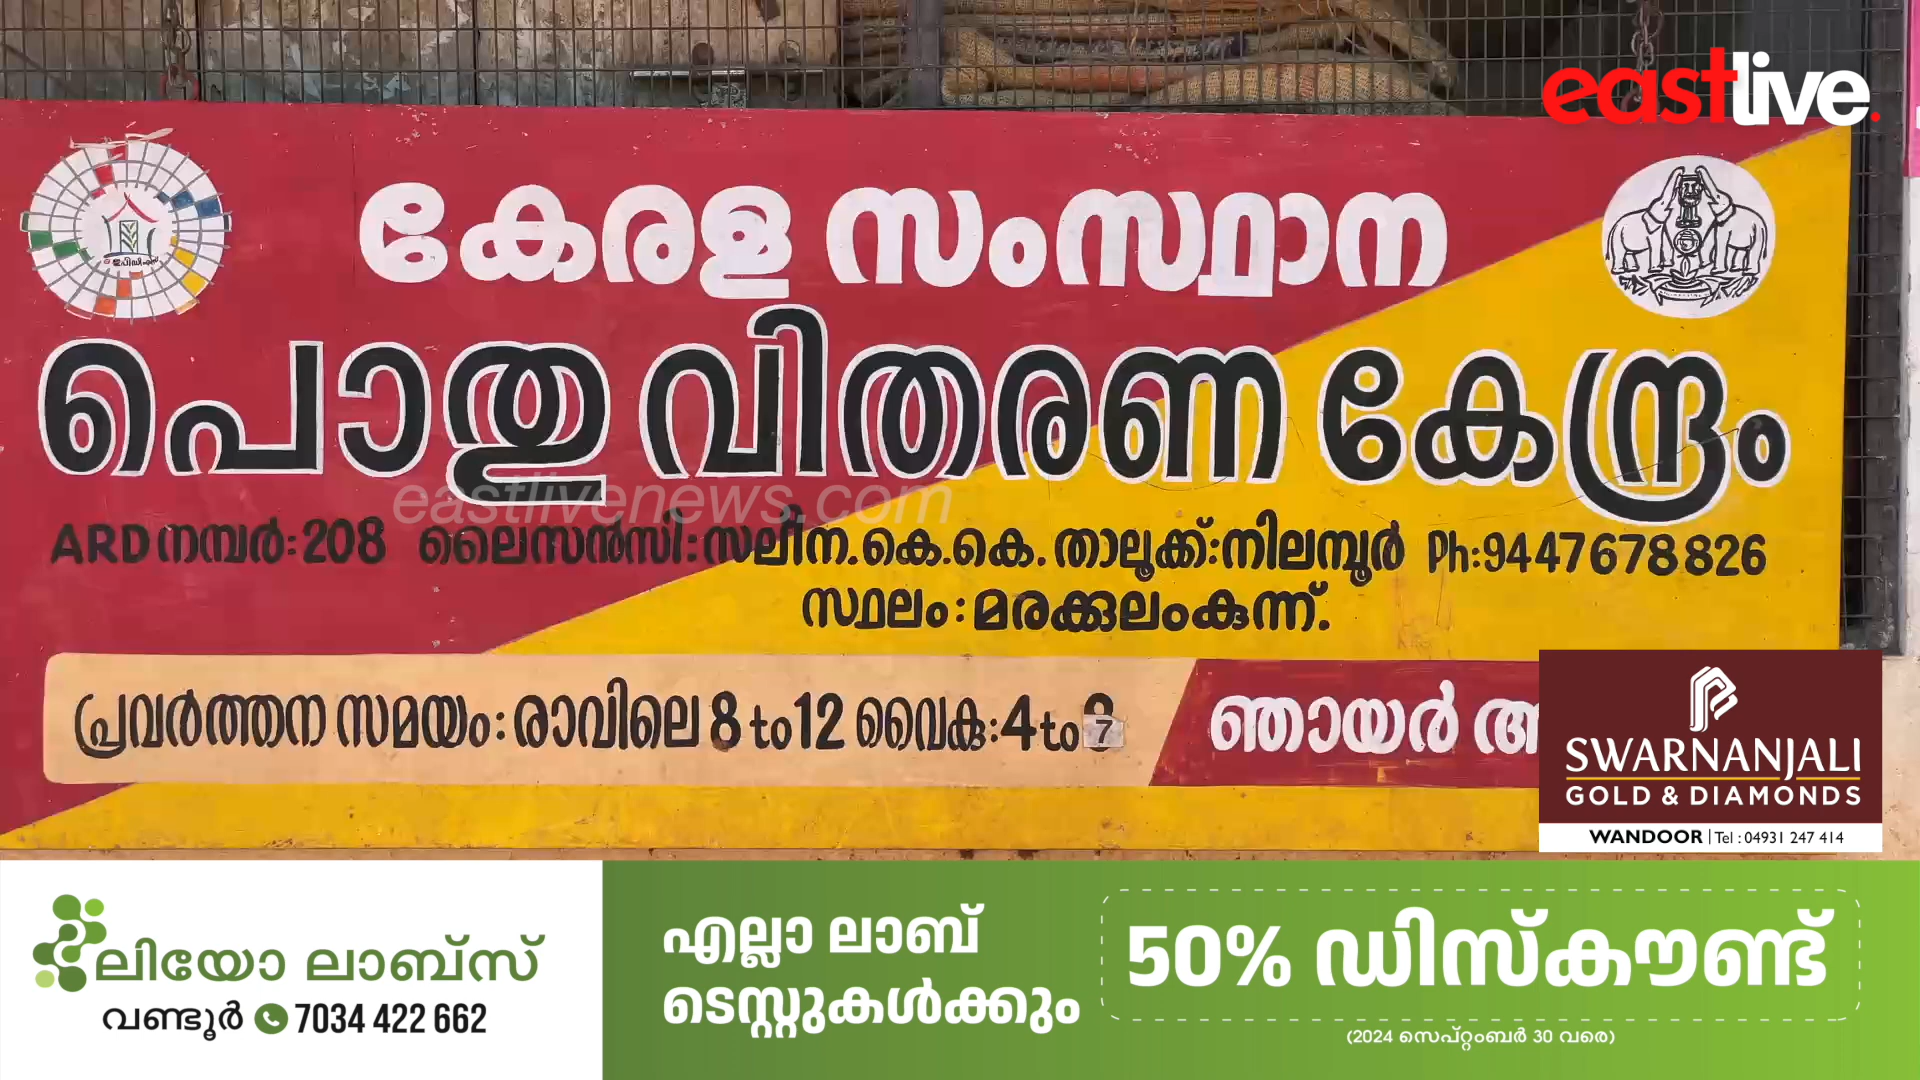 eastlive.
കേരള സംസ്ഥാന
പൊതു വിതരണ കേന്ദ്രം
eastlivenews.com
ARD നമ്പർ:208 ലൈസൻസി:സലീന.കെ.കെ. താലൂക്ക്:നിലമ്പൂർ Ph:9447678826
സ്ഥലം:മരക്കുലംകുന്ന്.
പ്രവർത്തന സമയം:രാവിലെ 8 to 12 വൈകു:4 to 7
ഞായർ അ
SWARNANJALI
GOLD & DIAMONDS
WANDOOR | Tel : 04931 247 414
ലിയോ ലാബ്സ്
വണ്ടൂർ 7034 422 662
എല്ലാ ലാബ്
ടെസ്റ്റുകൾക്കും
50% ഡിസ്കൗണ്ട്
(2024 സെപ്റ്റംബർ 30 വരെ)